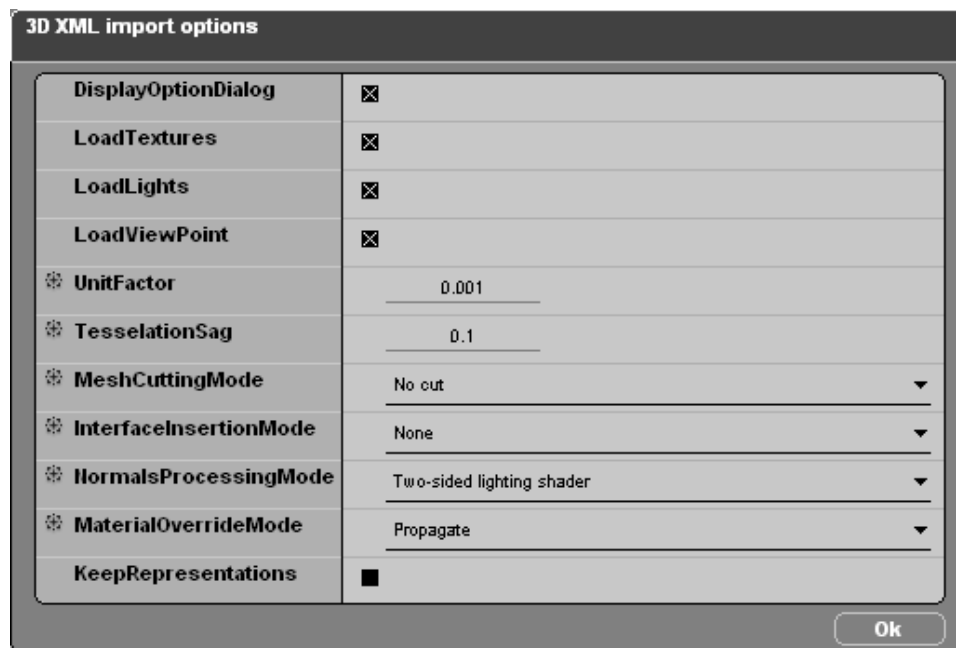 3D XML import options
DisplayOptionDialog
LoadTextures
LoadLights
LoadViewPoint
UnitFactor 0.001
TesselationSag 0.1
MeshCuttingMode No cut
InterfaceInsertionMode None
NormalsProcessingMode Two-sided lighting shader
MaterialOverrideMode Propagate
KeepRepresentations
Ok